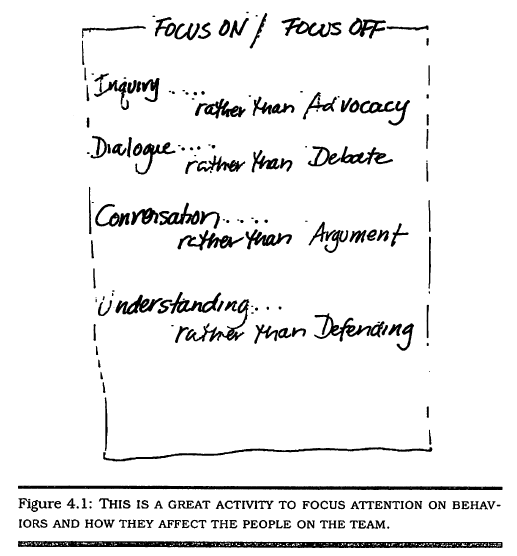 FOCUS ON / FOCUS OFF
Inquiry ....
rather than Advocacy
Dialogue ....
rather than Debate
Conversation ....
rather than Argument
Understanding ...
rather than Defending
Figure 4.1: THIS IS A GREAT ACTIVITY TO FOCUS ATTENTION ON BEHAV-
IORS AND HOW THEY AFFECT THE PEOPLE ON THE TEAM.